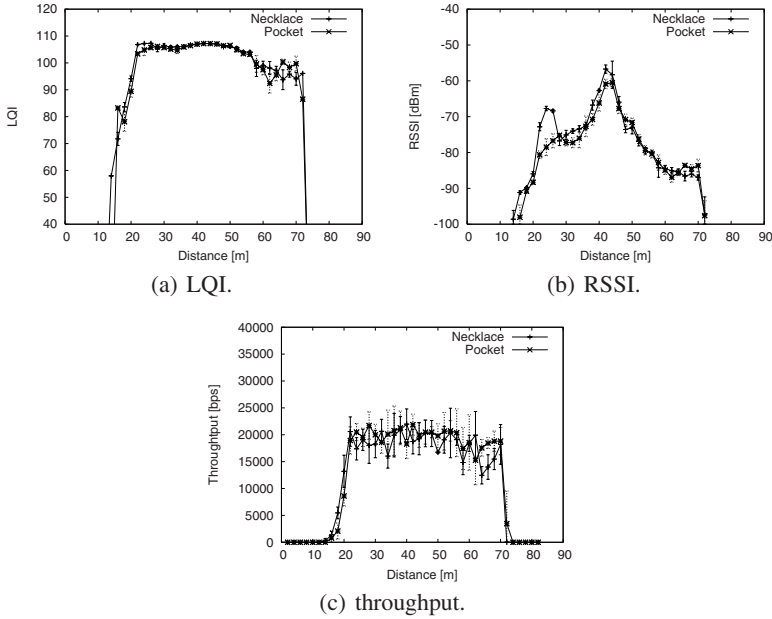 120
110
100
90
80
70
60
50
40
0 10 20 30 40 50 60 70 80 90
LQI
Distance [m]
Necklace
Pocket
(a) LQI.
-40
-50
-60
-70
-80
-90
-100
0 10 20 30 40 50 60 70 80 90
RSSI [dBm]
Distance [m]
Necklace
Pocket
(b) RSSI.
40000
35000
30000
25000
20000
15000
10000
5000
0
0 10 20 30 40 50 60 70 80 90
Throughput [bps]
Distance [m]
Necklace
Pocket
(c) throughput.